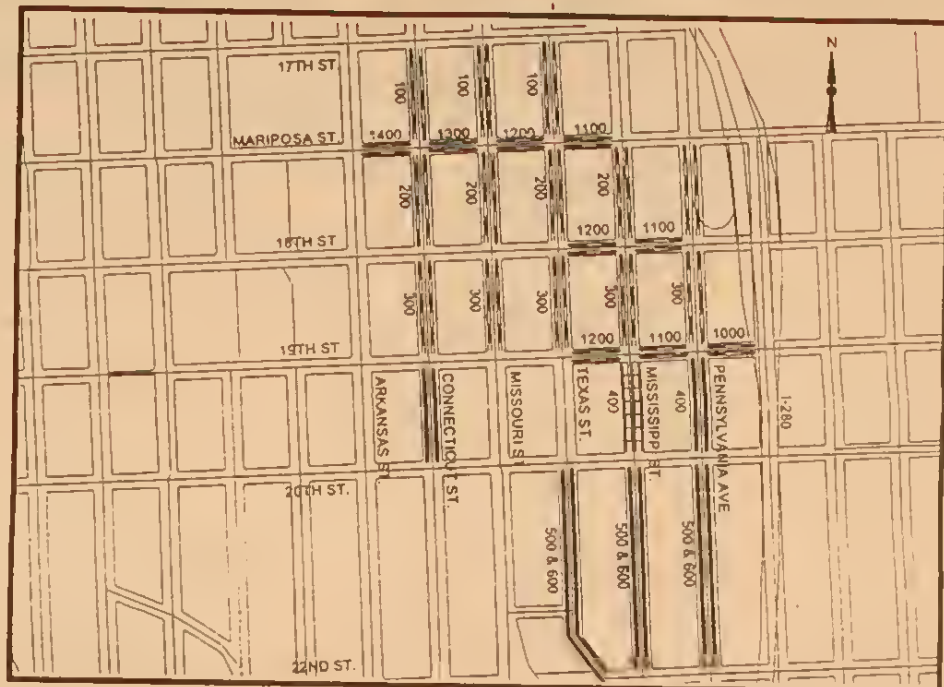 N
17TH ST.
100
100
100
MARIPOSA ST.
1400
1300
1200
1100
200
200
200
200
18TH ST
1200
1100
300
300
300
300
300
19TH ST
1200
1100
1000
ARKANSAS ST.
CONNECTICUT ST.
MISSOURI ST.
TEXAS ST.
400
MISSISSIPPI ST.
400
PENNSYLVANIA AVE
I-280
20TH ST.
500 & 600
500 & 600
500 & 600
22ND ST.